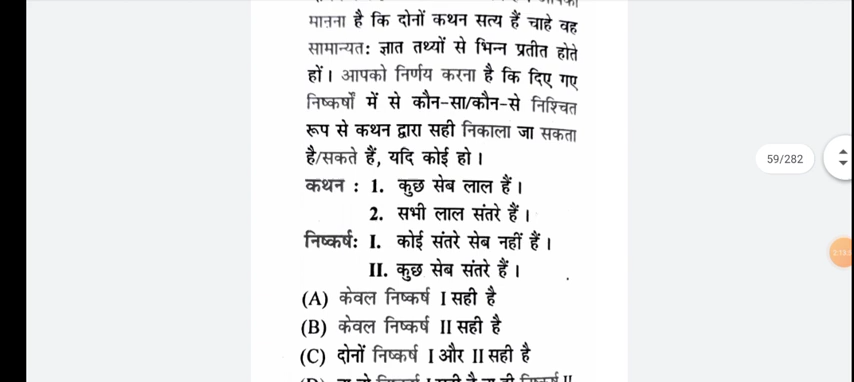 मानना है कि दोनों कथन सत्य हैं चाहे वह
सामान्यत: ज्ञात तथ्यों से भिन्न प्रतीत होते
हों। आपको निर्णय करना है कि दिए गए
निष्कर्षों में से कौन-सा/कौन-से निश्चित
रूप से कथन द्वारा सही निकाला जा सकता
है/सकते हैं, यदि कोई हो।
59/282
कथन : 1. कुछ सेब लाल हैं।
2. सभी लाल संतरे हैं।
निष्कर्ष: I. कोई संतरे सेब नहीं हैं।
II. कुछ सेब संतरे हैं।
(A) केवल निष्कर्ष I सही है
(B) केवल निष्कर्ष II सही है
(C) दोनों निष्कर्ष I और II सही है